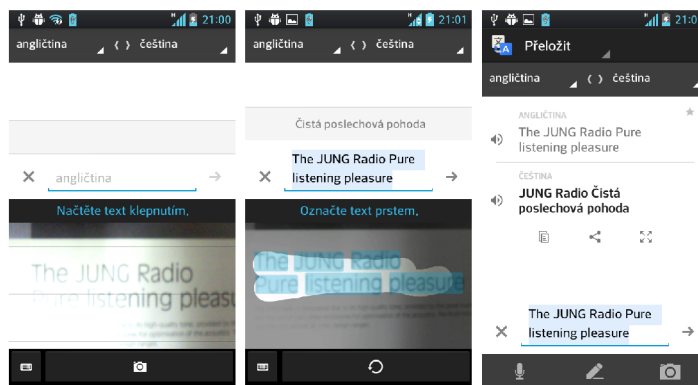 21:00
angličtina
čeština
angličtina
Načtěte text klepnutím.
The JUNG Radio
Pure listening pleasu
21:01
angličtina
čeština
Čistá poslechová pohoda
The JUNG Radio Pure
listening pleasure
Označte text prstem.
The JUNG Radio
Pure listening pleasure
21:0
Přeložit
angličtina
čeština
ANGLIČTINA
The JUNG Radio Pure
listening pleasure
ČEŠTINA
JUNG Radio Čistá
poslechová pohoda
The JUNG Radio Pure
listening pleasure